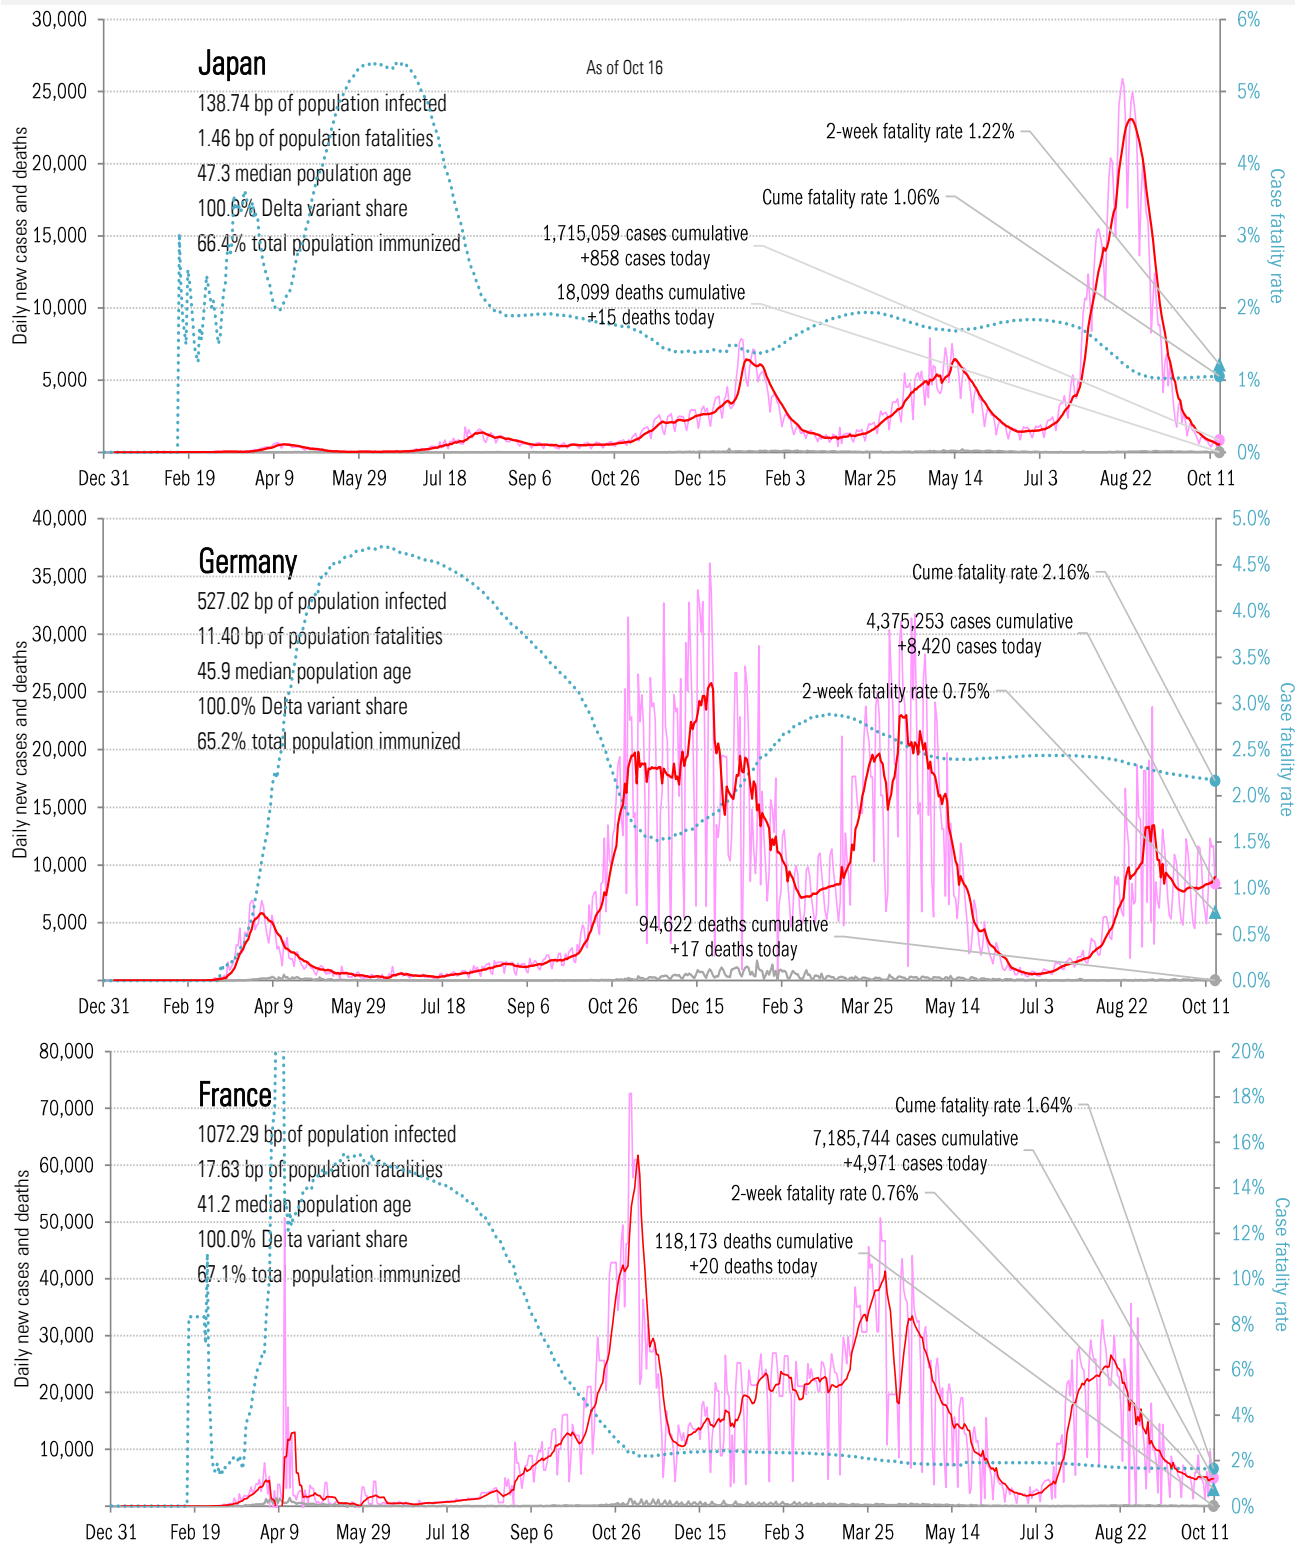 30,000
6%
Japan
As of Oct 16
138.74 bp of population infected
25,000
5%
2-week fatality rate 1.22%
1.46 bp of population fatalities
20,000
4%
47.3 median population age
Cume fatality rate 1.06%
100.0% Delta variant share
15,000
3%
66.4% total population immunized
1,715,059 cases cumulative
+858 cases today
10,000
2%
18,099 deaths cumulative
+15 deaths today
5,000
1%
0%
Daily new cases and deaths
Case fatality rate
Dec 31 Feb 19 Apr 9 May 29 Jul 18 Sep 6 Oct 26 Dec 15 Feb 3 Mar 25 May 14 Jul 3 Aug 22 Oct 11
40,000
5.0%
Germany
Cume fatality rate 2.16%
35,000
4.5%
527.02 bp of population infected
4,375,253 cases cumulative
+8,420 cases today
30,000
4.0%
11.40 bp of population fatalities
3.5%
45.9 median population age
2-week fatality rate 0.75%
25,000
3.0%
100.0% Delta variant share
65.2% total population immunized
20,000
2.5%
15,000
2.0%
1.5%
10,000
1.0%
94,622 deaths cumulative
+17 deaths today
5,000
0.5%
0.0%
Daily new cases and deaths
Case fatality rate
Dec 31 Feb 19 Apr 9 May 29 Jul 18 Sep 6 Oct 26 Dec 15 Feb 3 Mar 25 May 14 Jul 3 Aug 22 Oct 11
80,000
20%
France
Cume fatality rate 1.64%
70,000
18%
1072.29 bp of population infected
7,185,744 cases cumulative
+4,971 cases today
60,000
16%
17.63 bp of population fatalities
14%
41.2 median population age
2-week fatality rate 0.76%
50,000
12%
100.0% Delta variant share
118,173 deaths cumulative
+20 deaths today
67.1% total population immunized
40,000
10%
30,000
8%
6%
20,000
4%
10,000
2%
0%
Daily new cases and deaths
Case fatality rate
Dec 31 Feb 19 Apr 9 May 29 Jul 18 Sep 6 Oct 26 Dec 15 Feb 3 Mar 25 May 14 Jul 3 Aug 22 Oct 11